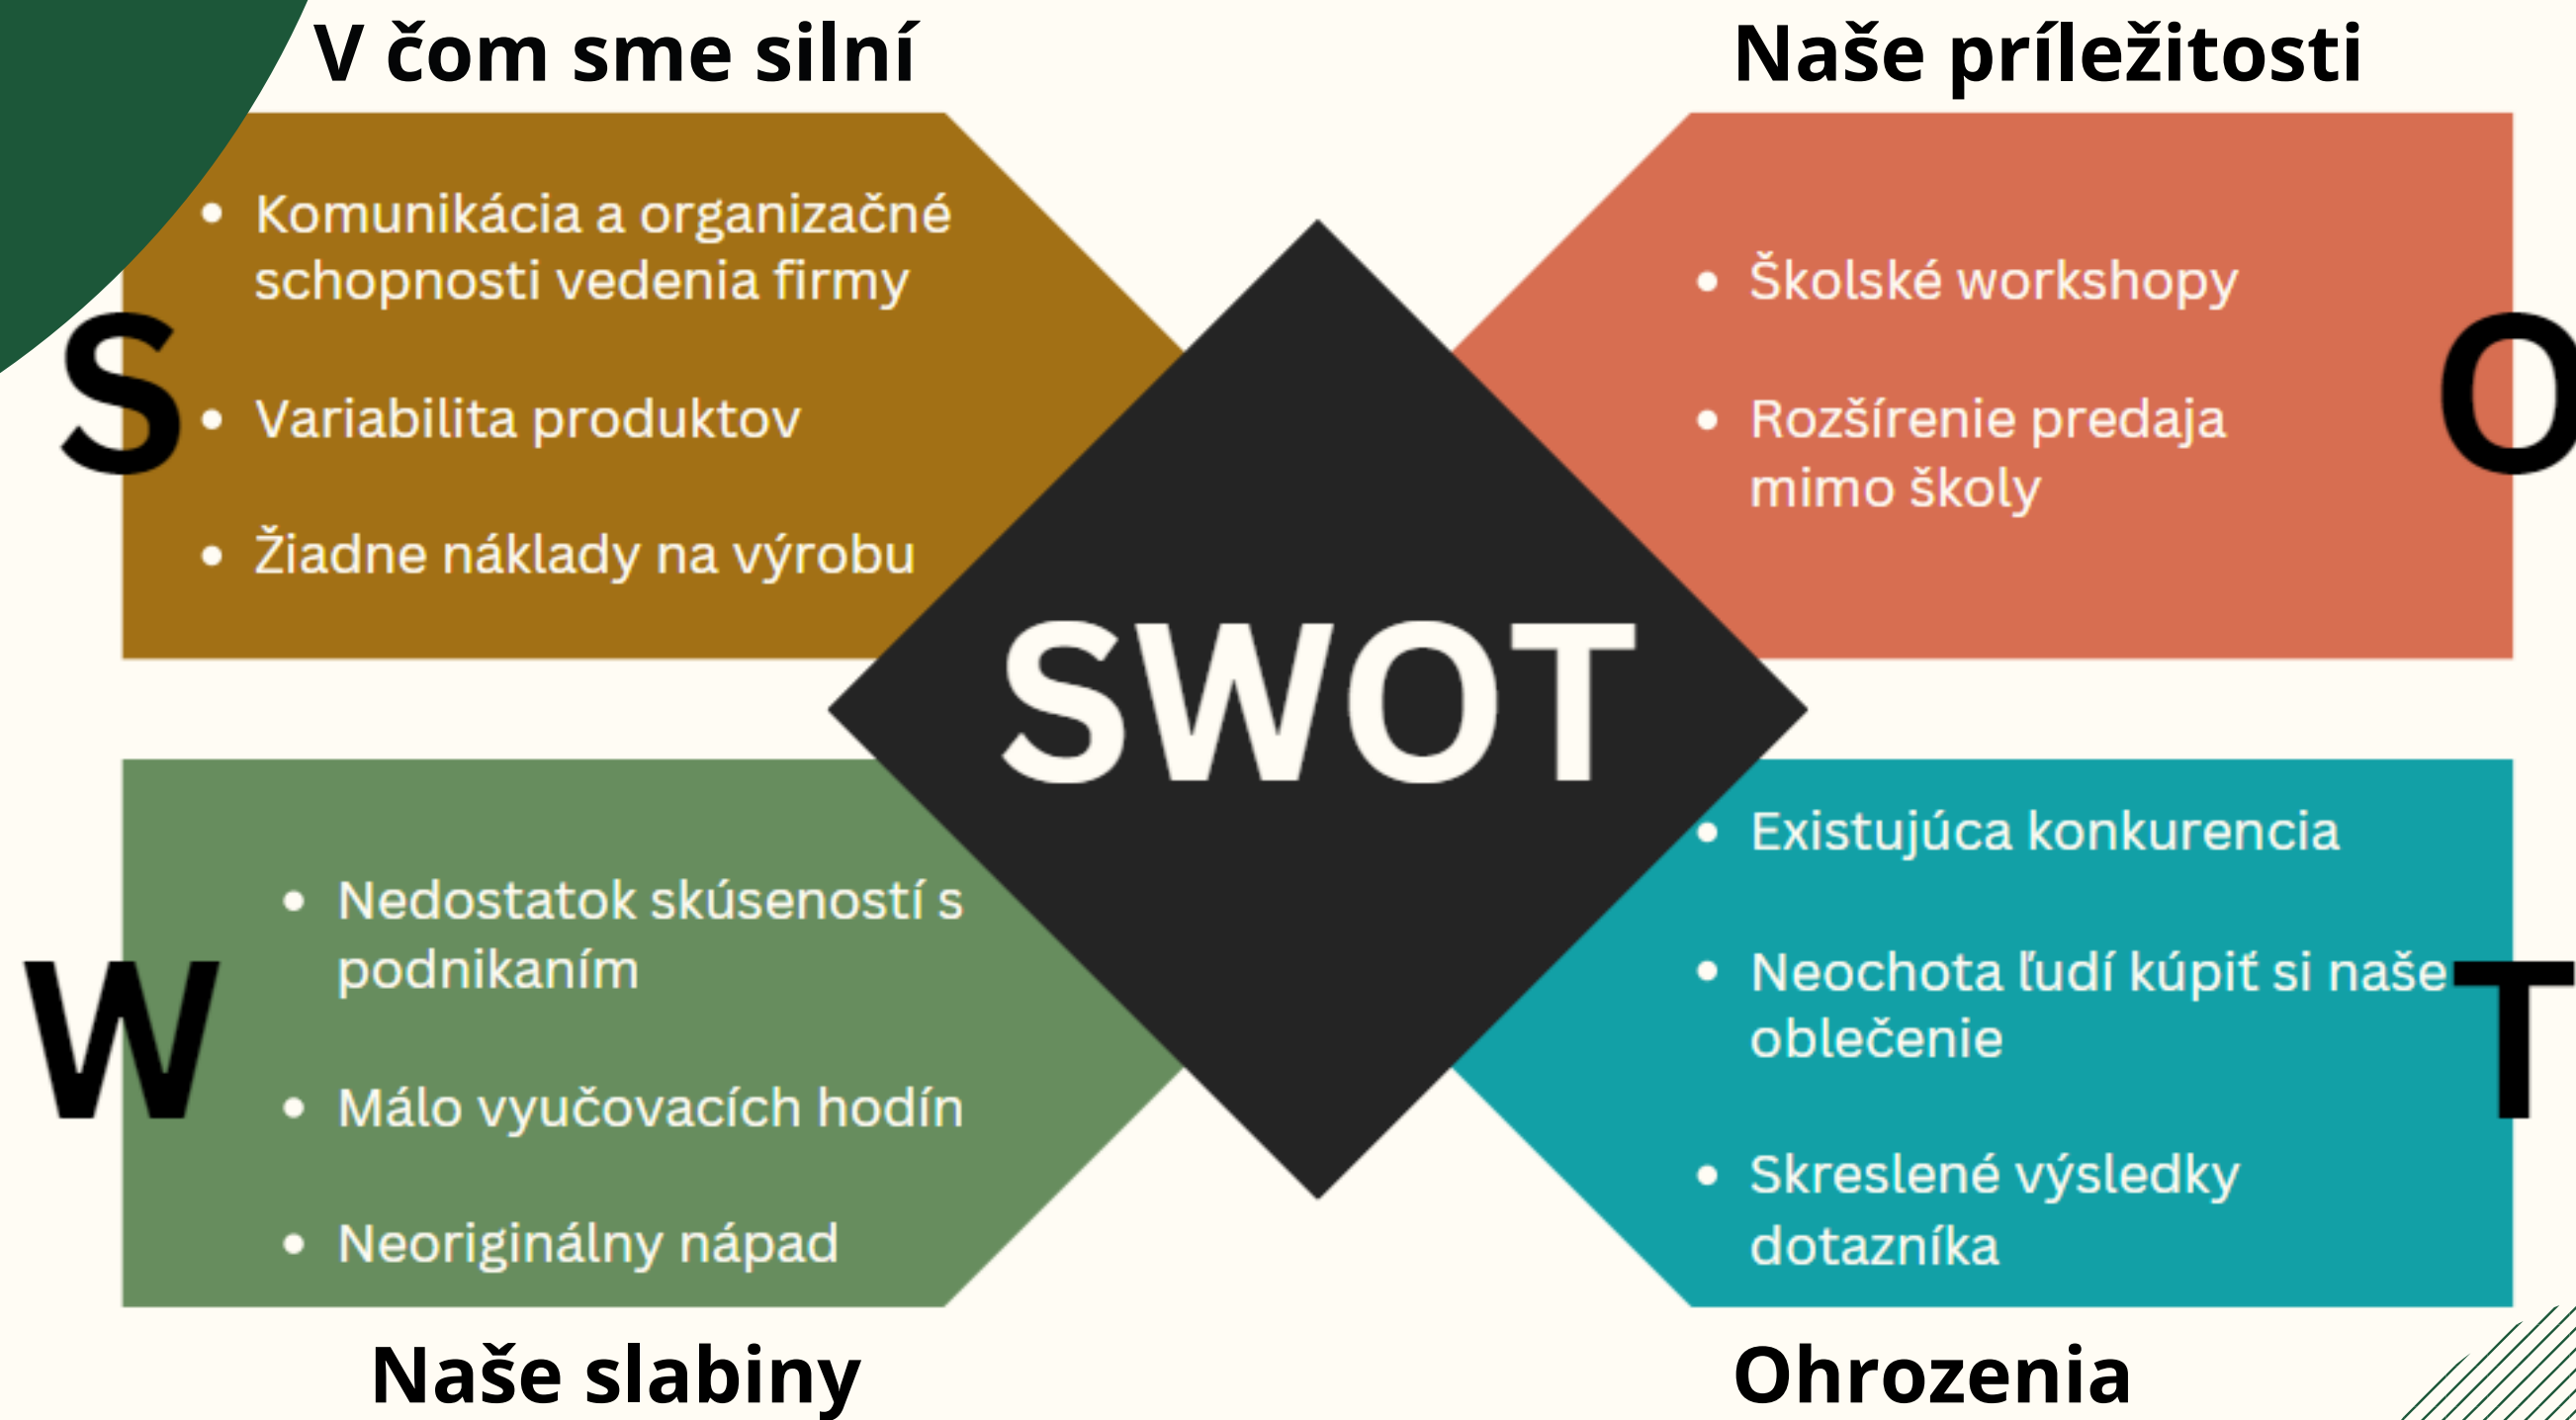 V čom sme silní
Komunikácia a organizačné
schopnosti vedenia firmy
Variabilita produktov
Žiadne náklady na výrobu
S
Naše príležitosti
Školské workshopy
Rozšírenie predaja
mimo školy
O
SWOT
Nedostatok skúseností s
podnikaním
Málo vyučovacích hodín
Neoriginálny nápad
W
Naše slabiny
Existujúca konkurencia
Neochota ľudí kúpiť si naše
oblečenie
Skreslené výsledky
dotazníka
T
Ohrozenia